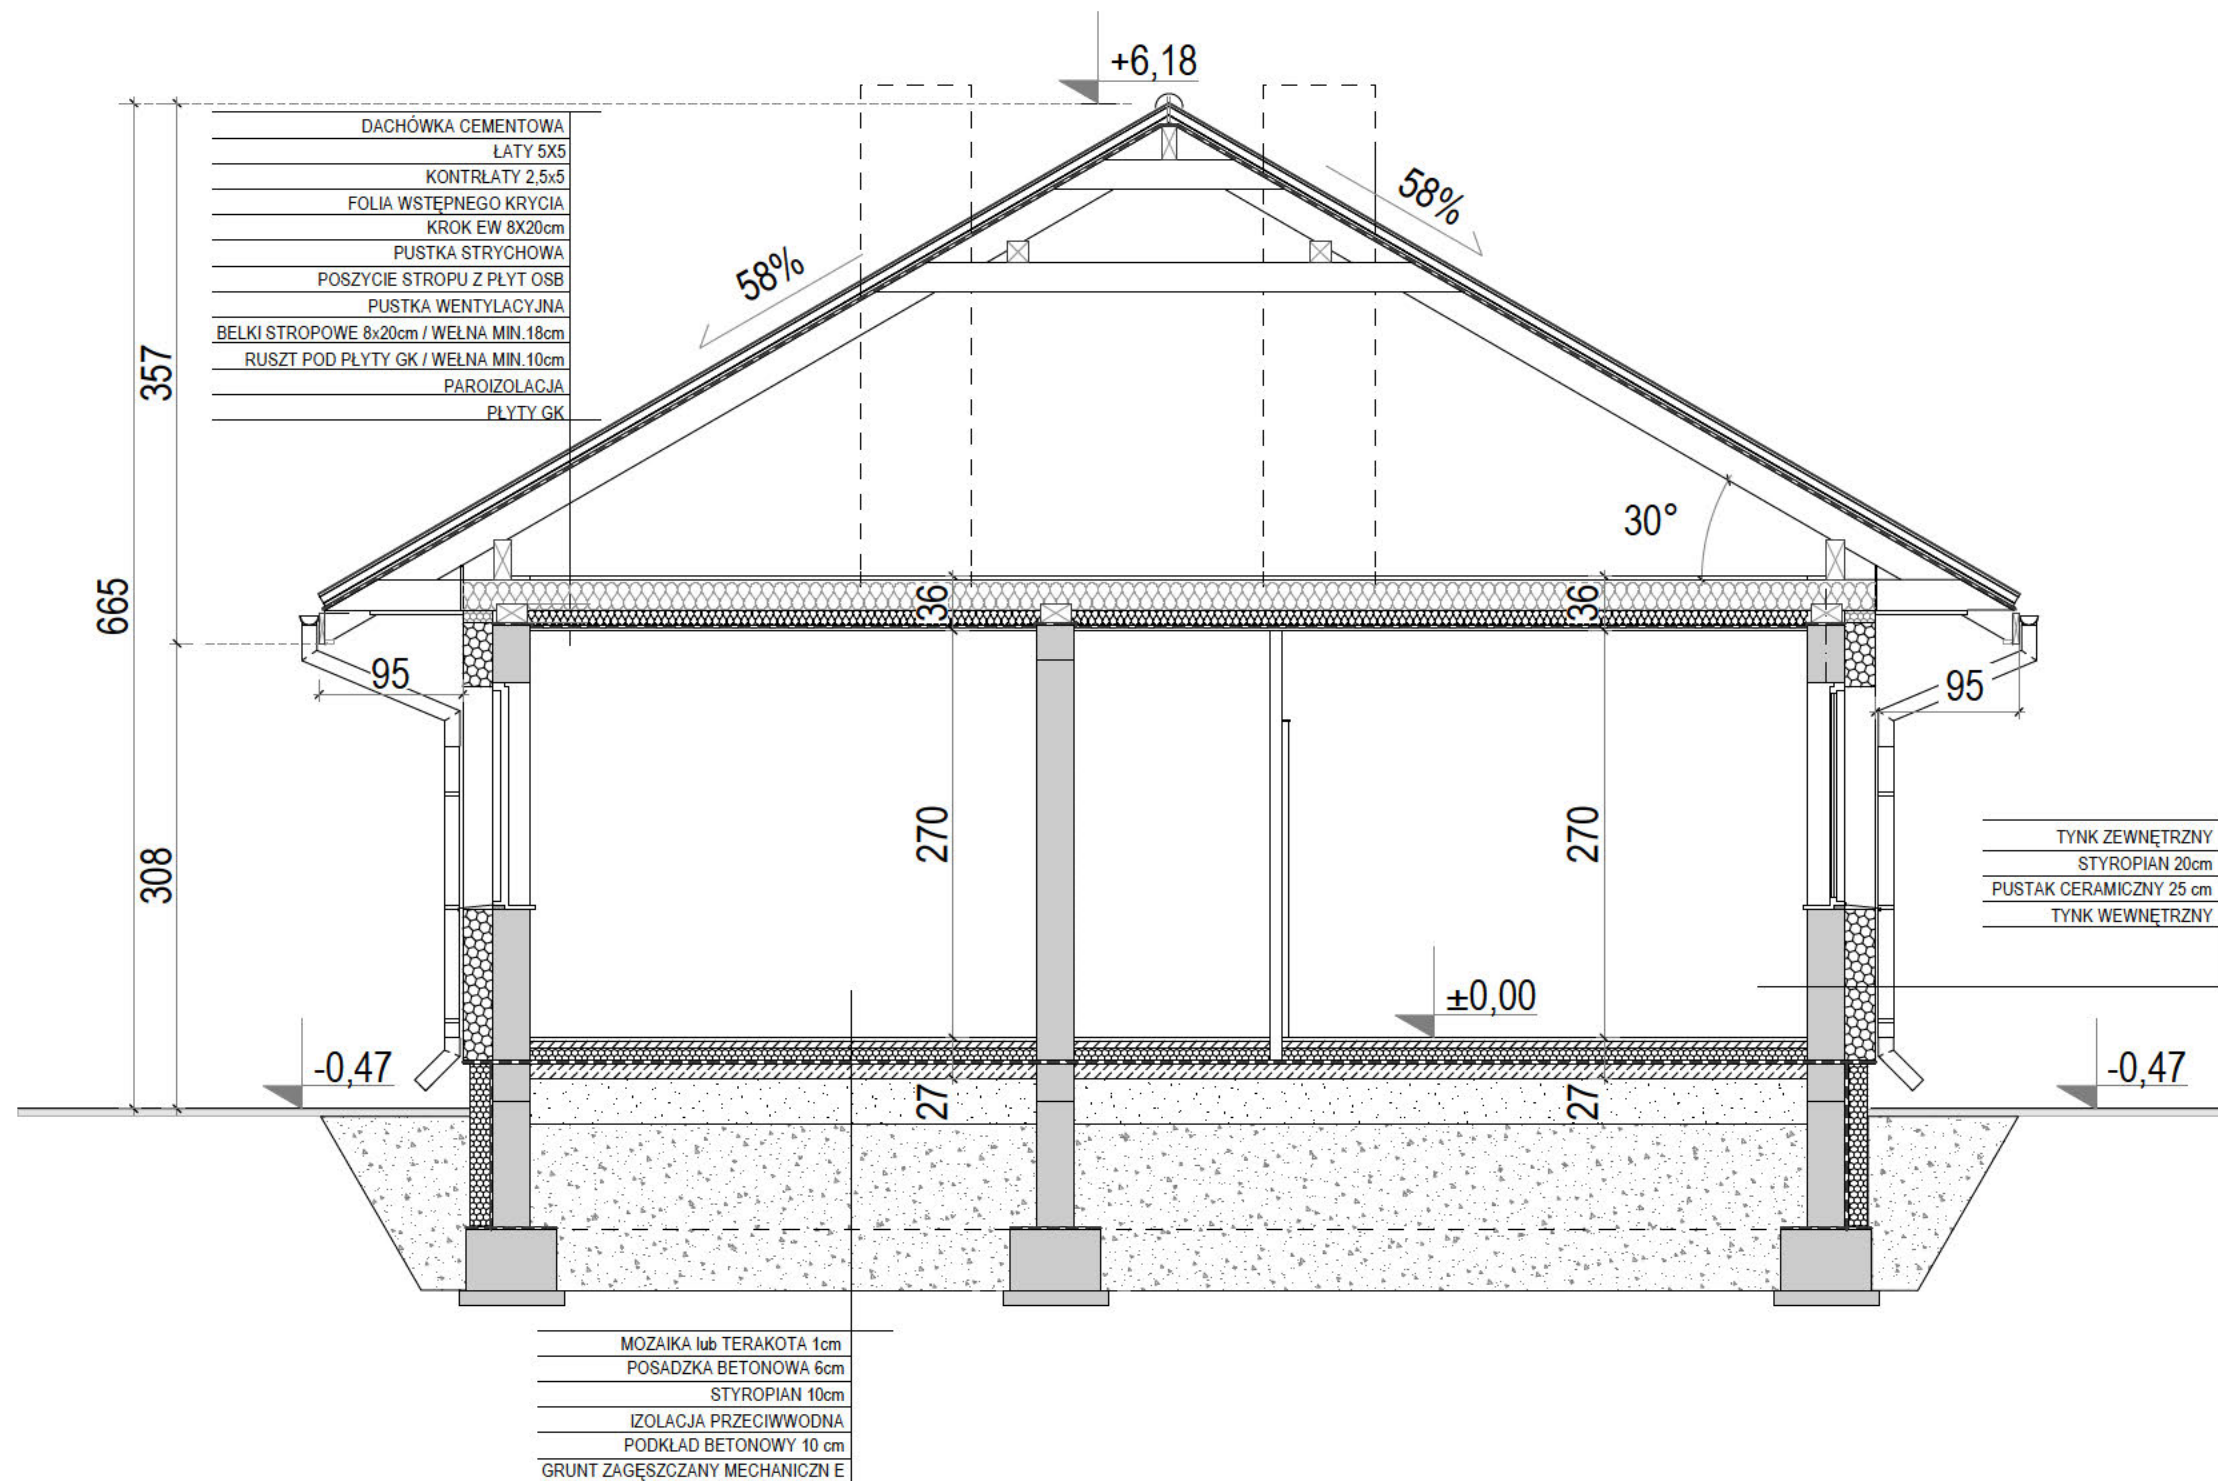 +6,18
DACHÓWKA CEMENTOWA
ŁATY 5X5
KONTRŁATY 2,5x5
FOLIA WSTĘPNEGO KRYCIA
KROK EW 8X20cm
PUSTKA STRYCHOWA
POSZYCIE STROPU Z PŁYT OSB
PUSTKA WENTYLACYJNA
BELKI STROPOWE 8x20cm / WEŁNA MIN.18cm
RUSZT POD PŁYTY GK / WEŁNA MIN.10cm
PAROIZOLACJA
PŁYTY GK
58%
58%
357
665
308
30°
36
36
95
95
270
270
TYNK ZEWNĘTRZNY
STYROPIAN 20cm
PUSTAK CERAMICZNY 25 cm
TYNK WEWNĘTRZNY
±0,00
-0,47
-0,47
27
27
MOZAIKA lub TERAKOTA 1cm
POSADZKA BETONOWA 6cm
STYROPIAN 10cm
IZOLACJA PRZECIWWODNA
PODKŁAD BETONOWY 10 cm
GRUNT ZAGĘSZCZANY MECHANICZN E